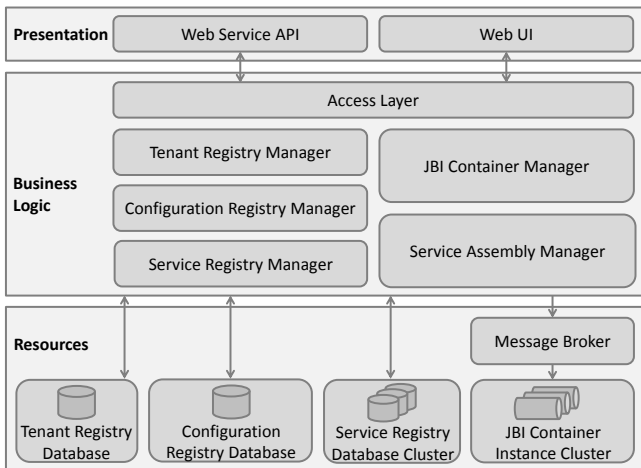 Presentation
Web Service API
Web UI
Access Layer
Business
Logic
Tenant Registry Manager
JBI Container Manager
Configuration Registry Manager
Service Registry Manager
Service Assembly Manager
Resources
Message Broker
Tenant Registry
Database
Configuration
Registry Database
Service Registry
Database Cluster
JBI Container
Instance Cluster